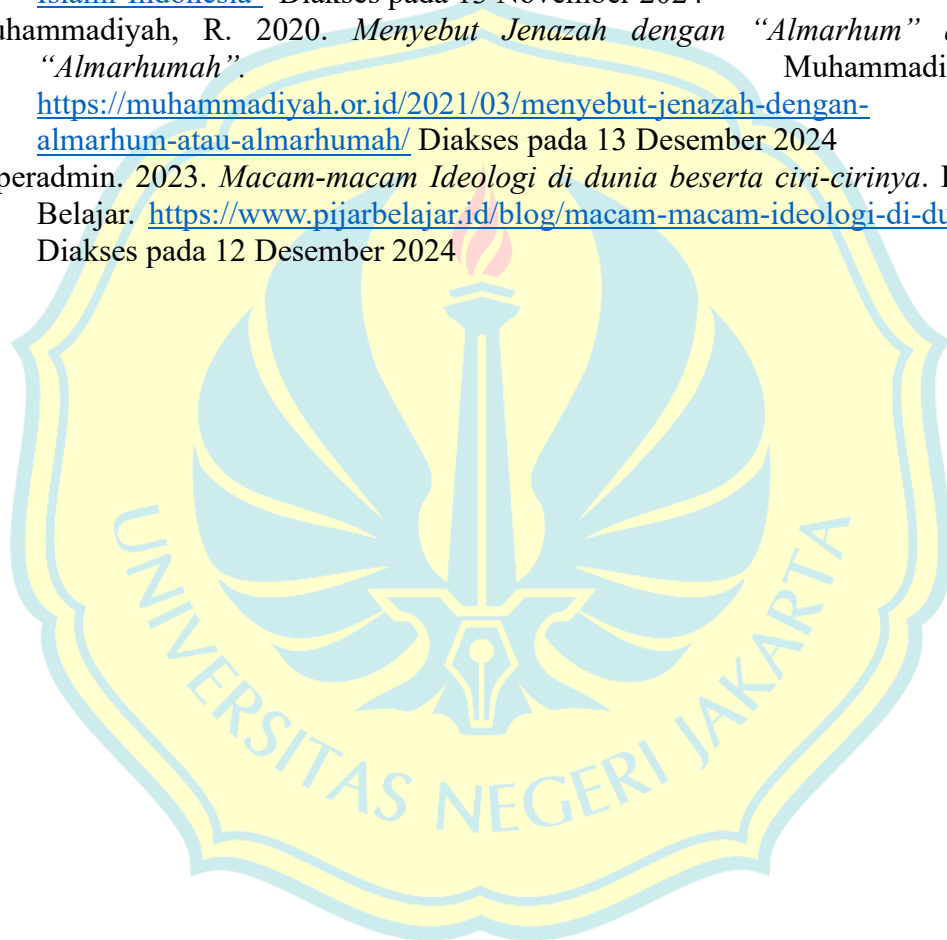 Islami-Indonesia Diakses pada 13 November 2024
uhammadiyah, R. 2020. Menyebut Jenazah dengan “Almarhum”
“Almarhumah”. Muhammadi
https://muhammadiyah.or.id/2021/03/menyebut-jenazah-dengan-
almarhum-atau-almarhumah/ Diakses pada 13 Desember 2024
peradmin. 2023. Macam-macam Ideologi di dunia beserta ciri-cirinya.
Belajar. https://www.pijarbelajar.id/blog/macam-macam-ideologi-di-du
Diakses pada 12 Desember 2024
UNIVERSITAS NEGERI JAKARTA